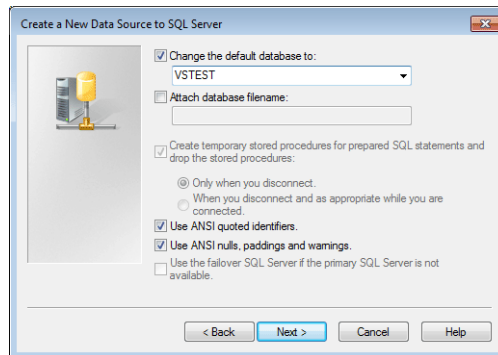 Create a New Data Source to SQL Server
Change the default database to:
VSTEST
Attach database filename:
Create temporary stored procedures for prepared SQL statements and
drop the stored procedures:
Only when you disconnect.
When you disconnect and as appropriate while you are
connected.
Use ANSI quoted identifiers.
Use ANSI nulls, paddings and warnings.
Use the failover SQL Server if the primary SQL Server is not
available.
< Back
Next >
Cancel
Help